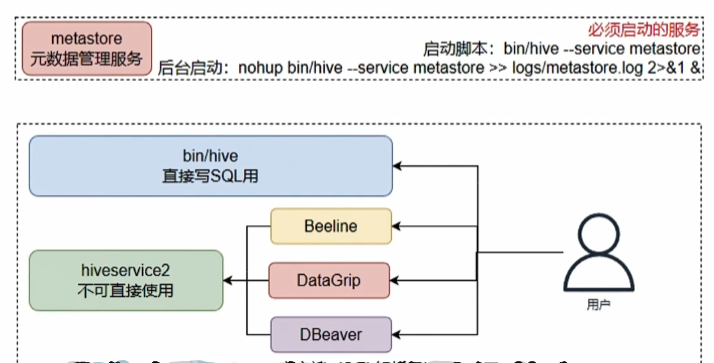 metastore
元数据管理服务
必须启动的服务
启动脚本：bin/hive --service metastore
后台启动：nohup bin/hive --service metastore >> logs/metastore.log 2>&1 &
bin/hive
直接写SQL用
Beeline
hiveservice2
不可直接使用
DataGrip
DBeaver
用户